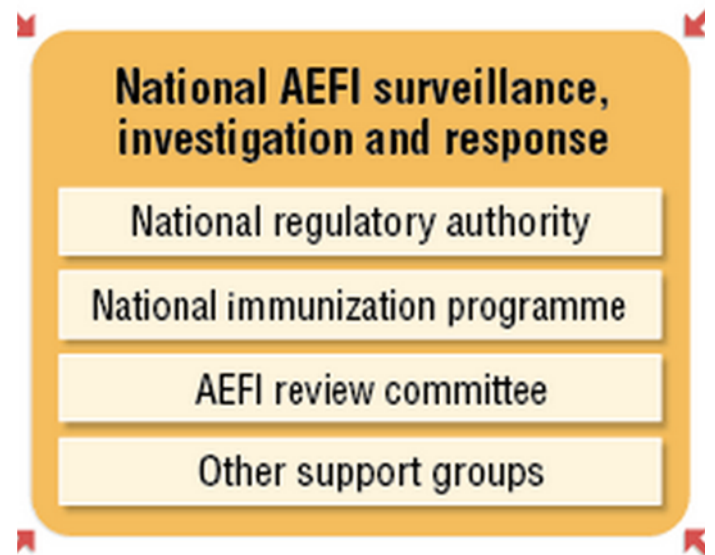 National AEFI surveillance,
investigation and response
National regulatory authority
National immunization programme
AEFI review committee
Other support groups